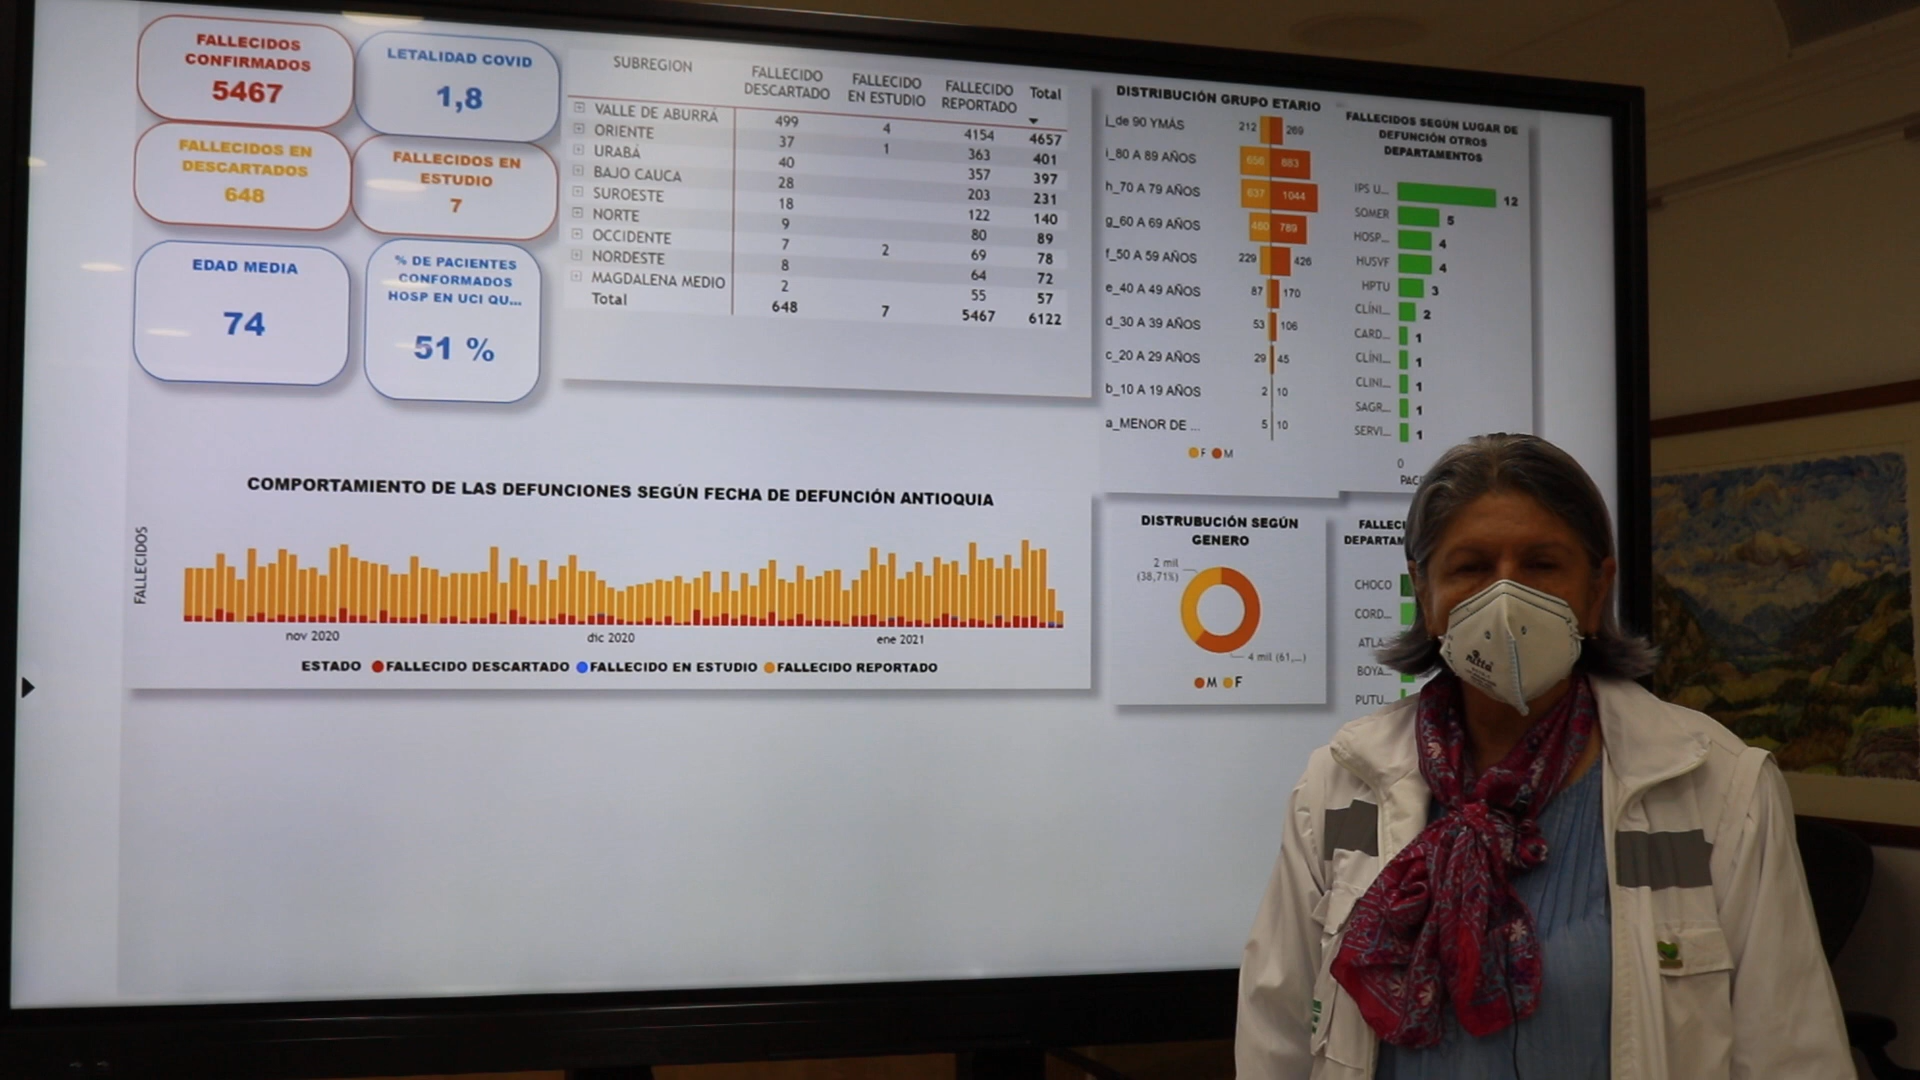 FALLECIDOS
CONFIRMADOS
5467
LETALIDAD COVID
1,8
FALLECIDOS EN
DESCARTADOS
648
FALLECIDOS EN
ESTUDIO
7
EDAD MEDIA
74
% DE PACIENTES
CONFORMADOS
HOSP EN UCI QU...
51 %
SUBREGION FALLECIDO DESCARTADO FALLECIDO EN ESTUDIO FALLECIDO REPORTADO Total
VALLE DE ABURRÁ 499 4 4154 4657
ORIENTE 37 1 363 401
URABÁ 40 357 397
BAJO CAUCA 28 203 231
SUROESTE 18 122 140
NORTE 9 80 89
OCCIDENTE 7 2 69 78
NORDESTE 8 64 72
MAGDALENA MEDIO 2 55 57
Total 648 7 5467 6122
DISTRIBUCIÓN GRUPO ETARIO
j_de 90 YMÁS 212 269
i_80 A 89 AÑOS 656 883
h_70 A 79 AÑOS 637 1044
g_60 A 69 AÑOS 460 789
f_50 A 59 AÑOS 229 426
e_40 A 49 AÑOS 87 170
d_30 A 39 AÑOS 53 106
c_20 A 29 AÑOS 29 45
b_10 A 19 AÑOS 2 10
a_MENOR DE ... 5 10
F M
FALLECIDOS SEGÚN LUGAR DE
DEFUNCIÓN OTROS
DEPARTAMENTOS
IPS U... 12
SOMER 5
HOSP... 4
HUSVF 4
HPTU 3
CLÍNI... 2
CARD... 1
CLÍNI... 1
CLINI... 1
SAGR... 1
SERVI... 1
0
PAC
COMPORTAMIENTO DE LAS DEFUNCIONES SEGÚN FECHA DE DEFUNCIÓN ANTIOQUIA
FALLECIDOS
nov 2020 dic 2020 ene 2021
ESTADO FALLECIDO DESCARTADO FALLECIDO EN ESTUDIO FALLECIDO REPORTADO
DISTRUBUCIÓN SEGÚN
GENERO
2 mil
(38,71%)
4 mil (61,...)
M F
FALLECI
DEPARTAM
CHOCO
CORD...
ATLA
BOYA...
PUTU...
nitta